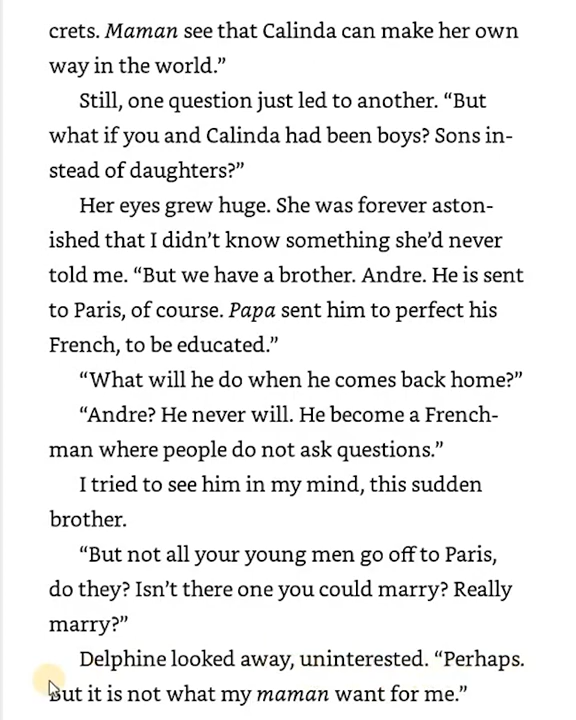 crets. Maman see that Calinda can make her own
way in the world.”
Still, one question just led to another. “But
what if you and Calinda had been boys? Sons in-
stead of daughters?”
Her eyes grew huge. She was forever aston-
ished that I didn’t know something she’d never
told me. “But we have a brother. Andre. He is sent
to Paris, of course. Papa sent him to perfect his
French, to be educated.”
“What will he do when he comes back home?”
“Andre? He never will. He become a French-
man where people do not ask questions.”
I tried to see him in my mind, this sudden
brother.
“But not all your young men go off to Paris,
do they? Isn’t there one you could marry? Really
marry?”
Delphine looked away, uninterested. “Perhaps.
But it is not what my maman want for me.”